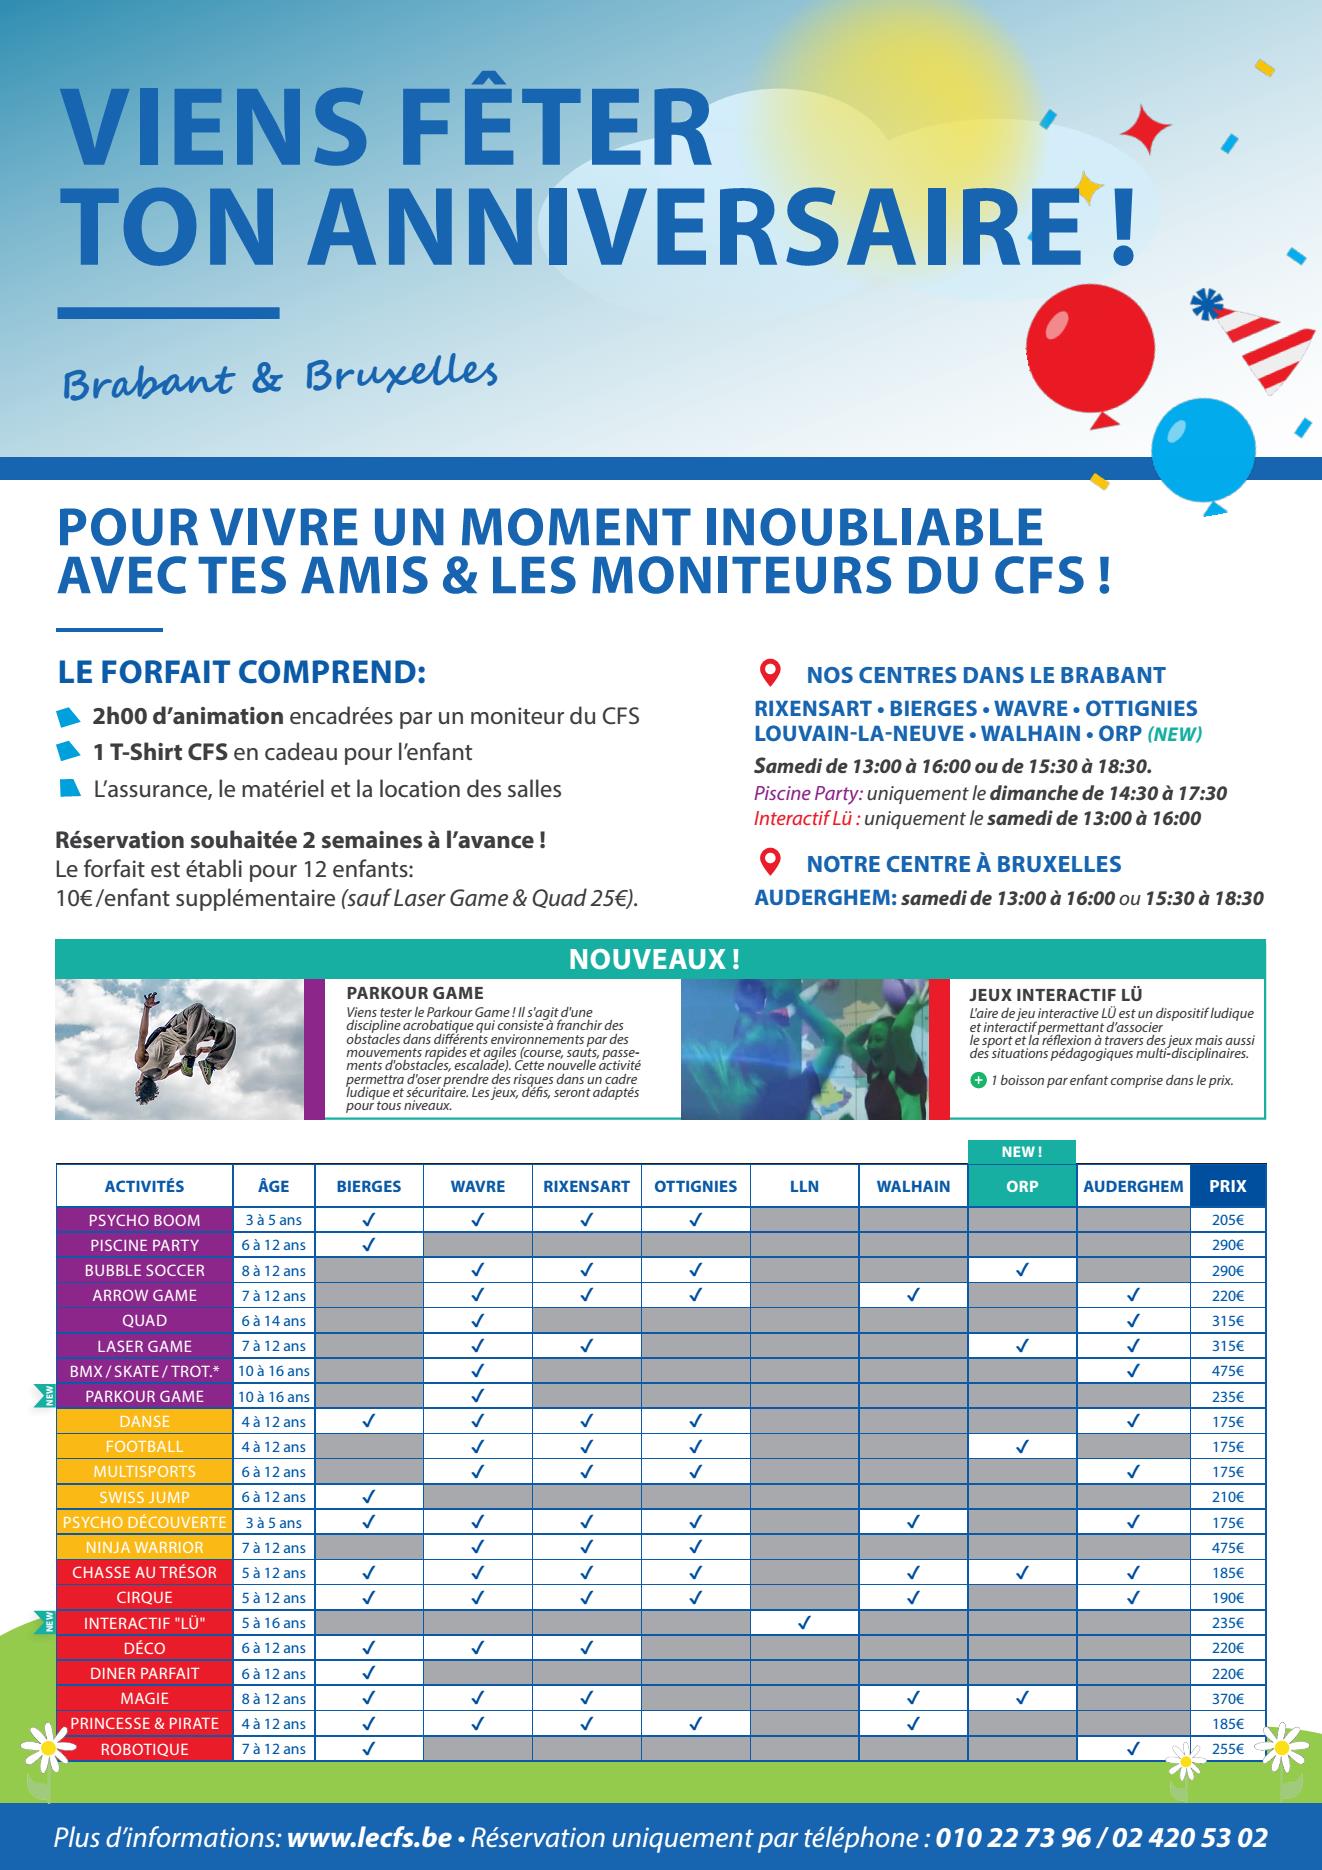 VIENS FÊTER
TON ANNIVERSAIRE !
Brabant & Bruxelles
POUR VIVRE UN MOMENT INOUBLIABLE
AVEC TES AMIS & LES MONITEURS DU CFS !
LE FORFAIT COMPREND:
2h00 d’animation encadrées par un moniteur du CFS
1 T-Shirt CFS en cadeau pour l’enfant
L’assurance, le matériel et la location des salles
Réservation souhaitée 2 semaines à l’avance !
Le forfait est établi pour 12 enfants:
10€ /enfant supplémentaire (sauf Laser Game & Quad 25€).
NOS CENTRES DANS LE BRABANT
RIXENSART • BIERGES • WAVRE • OTTIGNIES
LOUVAIN-LA-NEUVE • WALHAIN • ORP (NEW)
Samedi de 13:00 à 16:00 ou de 15:30 à 18:30.
Piscine Party: uniquement le dimanche de 14:30 à 17:30
Interactif Lü : uniquement le samedi de 13:00 à 16:00
NOTRE CENTRE À BRUXELLES
AUDERGHEM: samedi de 13:00 à 16:00 ou 15:30 à 18:30
NOUVEAUX !
PARKOUR GAME
Viens tester le Parkour Game ! Il s'agit d'une
discipline acrobatique qui consiste à franchir des
obstacles dans différents environnements par des
mouvements rapides et agiles (course, sauts, passe-
ments d'obstacles, escalade). Cette nouvelle activité
permettra d'oser prendre des risques dans un cadre
ludique et sécuritaire. Les jeux, défis, seront adaptés
pour tous niveaux.
JEUX INTERACTIF LÜ
L'aire de jeu interactive LÜ est un dispositif ludique
et interactif permettant d’associer
le sport et la réflexion à travers des jeux mais aussi
des situations pédagogiques multi-disciplinaires.
+ 1 boisson par enfant comprise dans le prix.
NEW !
ACTIVITÉS ÂGE BIERGES WAVRE RIXENSART OTTIGNIES LLN WALHAIN ORP AUDERGHEM PRIX
PSYCHO BOOM 3 à 5 ans ✓ ✓ ✓ ✓ 205€
PISCINE PARTY 6 à 12 ans ✓ 290€
BUBBLE SOCCER 8 à 12 ans ✓ ✓ ✓ ✓ 290€
ARROW GAME 7 à 12 ans ✓ ✓ ✓ ✓ ✓ 220€
QUAD 6 à 14 ans ✓ ✓ 315€
LASER GAME 7 à 12 ans ✓ ✓ ✓ ✓ 315€
BMX / SKATE / TROT.* 10 à 16 ans ✓ ✓ 475€
NEW PARKOUR GAME 10 à 16 ans ✓ 235€
DANSE 4 à 12 ans ✓ ✓ ✓ ✓ ✓ 175€
FOOTBALL 4 à 12 ans ✓ ✓ ✓ ✓ 175€
MULTISPORTS 6 à 12 ans ✓ ✓ ✓ ✓ 175€
SWISS JUMP 6 à 12 ans ✓ 210€
PSYCHO DÉCOUVERTE 3 à 5 ans ✓ ✓ ✓ ✓ ✓ ✓ 175€
NINJA WARRIOR 7 à 12 ans ✓ ✓ ✓ 475€
CHASSE AU TRÉSOR 5 à 12 ans ✓ ✓ ✓ ✓ ✓ ✓ ✓ 185€
CIRQUE 5 à 12 ans ✓ ✓ ✓ ✓ ✓ ✓ 190€
NEW INTERACTIF "LÜ" 5 à 16 ans ✓ 235€
DÉCO 6 à 12 ans ✓ ✓ ✓ 220€
DINER PARFAIT 6 à 12 ans ✓ 220€
MAGIE 8 à 12 ans ✓ ✓ ✓ ✓ ✓ 370€
PRINCESSE & PIRATE 4 à 12 ans ✓ ✓ ✓ ✓ ✓ 185€
ROBOTIQUE 7 à 12 ans ✓ ✓ 255€
Plus d’informations: www.lecfs.be • Réservation uniquement par téléphone : 010 22 73 96 / 02 420 53 02